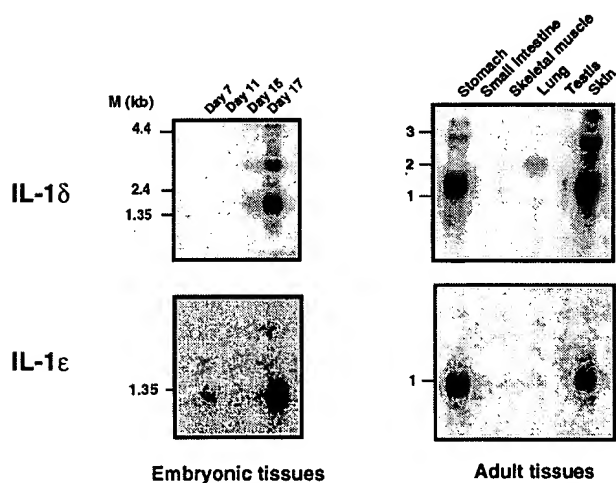 Day 7
Day 11
Day 15
Day 17
M (kb)
4.4
2.4
1.35
IL-1δ
Stomach
Small intestine
Skeletal muscle
Lung
Testis
Skin
3
2
1
IL-1ε
1.35
1
Embryonic tissues
Adult tissues